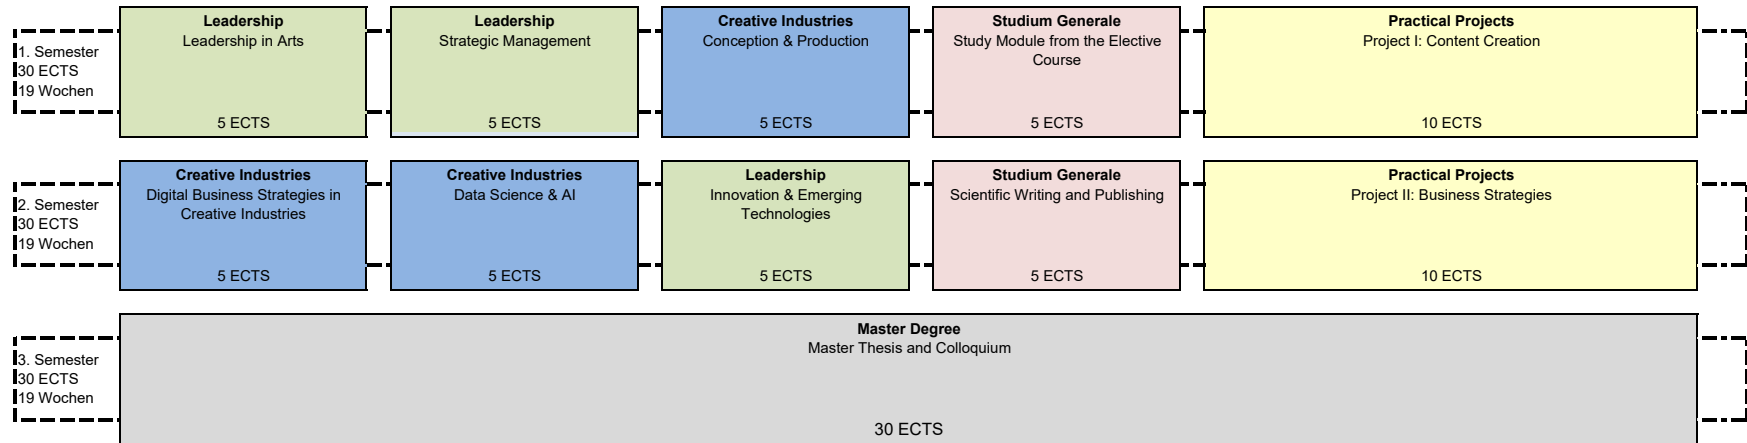 1. Semester
30 ECTS
19 Wochen
Leadership
Leadership in Arts
5 ECTS
Leadership
Strategic Management
5 ECTS
Creative Industries
Conception & Production
5 ECTS
Studium Generale
Study Module from the Elective
Course
5 ECTS
Practical Projects
Project I: Content Creation
10 ECTS
2. Semester
30 ECTS
19 Wochen
Creative Industries
Digital Business Strategies in
Creative Industries
5 ECTS
Creative Industries
Data Science & AI
5 ECTS
Leadership
Innovation & Emerging
Technologies
5 ECTS
Studium Generale
Scientific Writing and Publishing
5 ECTS
Practical Projects
Project II: Business Strategies
10 ECTS
3. Semester
30 ECTS
19 Wochen
Master Degree
Master Thesis and Colloquium
30 ECTS